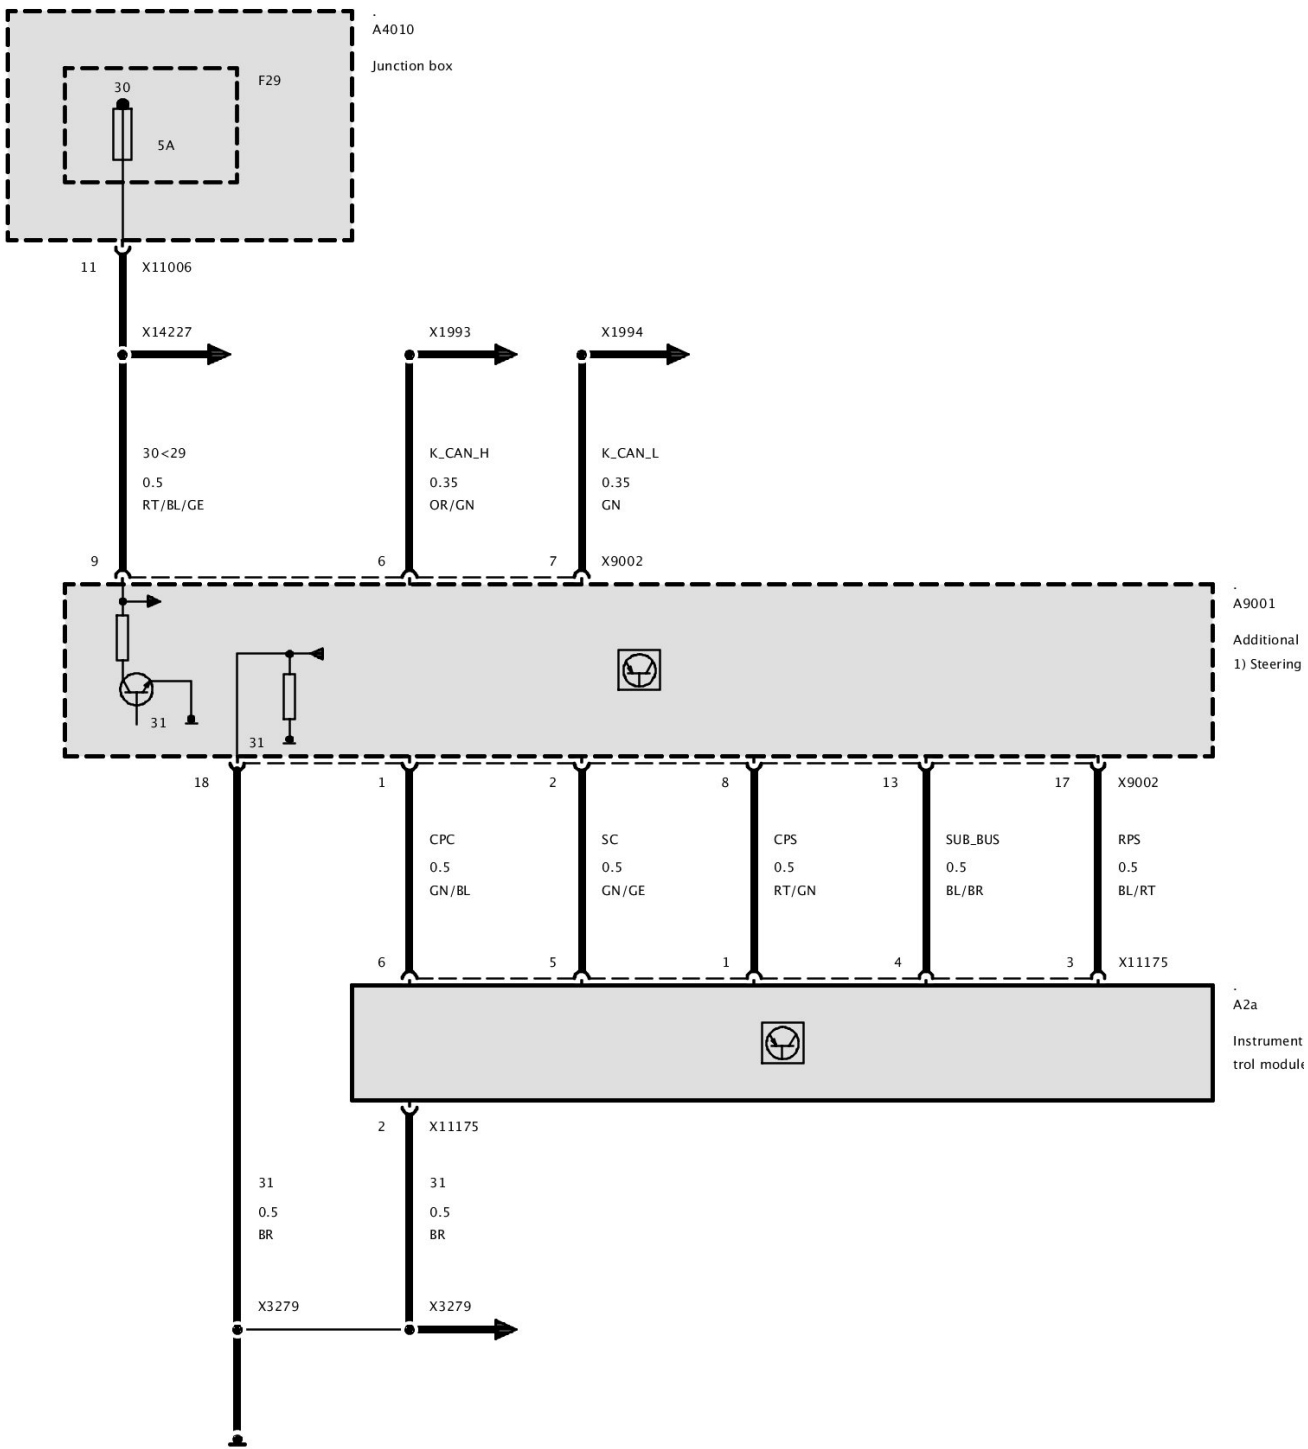 .
A4010
Junction box
F29
30
5A
11 X11006
X14227
X1993
X1994
30<29
0.5
RT/BL/GE
K_CAN_H
0.35
OR/GN
K_CAN_L
0.35
GN
9 6 7 X9002
.
A9001
Additional
1) Steering
31
31
18 1 2 8 13 17 X9002
CPC
0.5
GN/BL
SC
0.5
GN/GE
CPS
0.5
RT/GN
SUB_BUS
0.5
BL/BR
RPS
0.5
BL/RT
6 5 1 4 3 X11175
.
A2a
Instrument
trol module
2 X11175
31
0.5
BR
31
0.5
BR
X3279
X3279